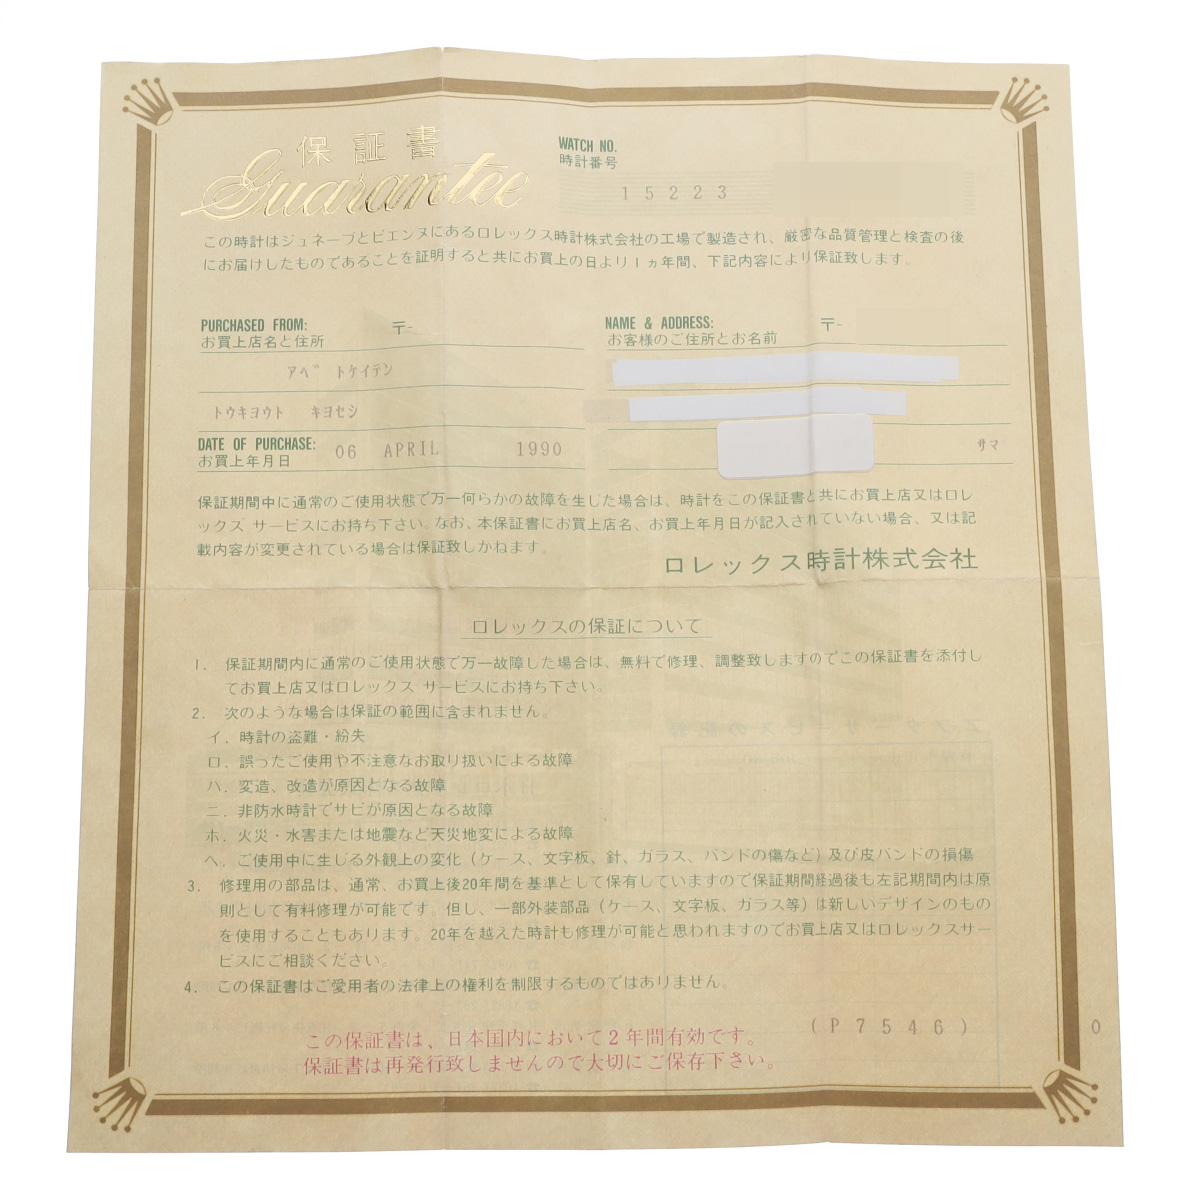 保証書
Guarantee
WATCH NO.
時計番号
15223
この時計はジュネーブとビエンヌにあるロレックス時計株式会社の工場で製造され、厳密な品質管理と検査の後
にお届けしたものであることを証明すると共にお買上の日より1ヵ年間、下記内容により保証致します。
PURCHASED FROM: 〒-
お買上店名と住所
アベ トケイテン
トウキヨウト キヨセシ
DATE OF PURCHASE: 06 APRIL 1990
お買上年月日
NAME & ADDRESS: 〒-
お客様のご住所とお名前
サマ
保証期間中に通常のご使用状態で万一何らかの故障を生じた場合は、時計をこの保証書と共にお買上店又はロレ
ックス サービスにお持ち下さい。なお、本保証書にお買上店名、お買上年月日が記入されていない場合、又は記
載内容が変更されている場合は保証致しかねます。
ロレックス時計株式会社
ロレックスの保証について
1. 保証期間内に通常のご使用状態で万一故障した場合は、無料で修理、調整致しますのでこの保証書を添付し
てお買上店又はロレックス サービスにお持ち下さい。
2. 次のような場合は保証の範囲に含まれません。
イ. 時計の盗難・紛失
ロ. 誤ったご使用や不注意なお取り扱いによる故障
ハ. 変造、改造が原因となる故障
ニ. 非防水時計でサビが原因となる故障
ホ. 火災・水害または地震など天災地変による故障
ヘ. ご使用中に生じる外観上の変化（ケース、文字板、針、ガラス、バンドの傷など）及び皮バンドの損傷
3. 修理用の部品は、通常、お買上後20年間を基準として保有していますので保証期間経過後も左記期間内は原
則として有料修理が可能です。但し、一部外装部品（ケース、文字板、ガラス等）は新しいデザインのもの
を使用することもあります。20年を越えた時計も修理が可能と思われますのでお買上店又はロレックスサー
ビスにご相談ください。
4. この保証書はご愛用者の法律上の権利を制限するものではありません。
(P7546) 0
この保証書は、日本国内において2年間有効です。
保証書は再発行致しませんので大切にご保存下さい。